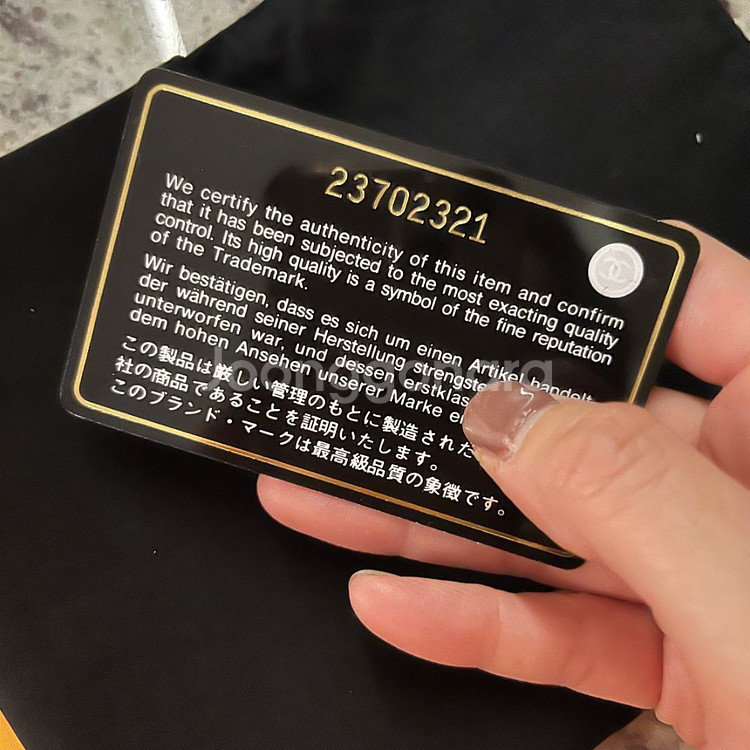 23702321
We certify the authenticity of this item and confirm
that it has been subjected to the most exacting quality
control. Its high quality is a symbol of the fine reputation
of the Trademark.
Wir bestätigen, dass es sich um einen Artikel handelt,
der während seiner Herstellung strengsten
unterworfen war, und dessen erstklas
dem hohen Ansehen unserer Marke e
この製品は厳しい管理のもとに製造された
社の商品であることを証明いたします。
このブランド・マークは最高級品質の象徴です。
Joonggonara